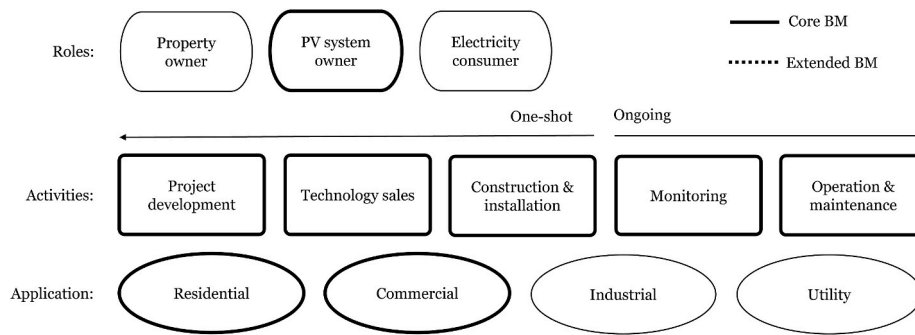 Roles:
Property
owner
PV system
owner
Electricity
consumer
Core BM
Extended BM
One-shot
Ongoing
Activities:
Project
development
Technology sales
Construction &
installation
Monitoring
Operation &
maintenance
Application:
Residential
Commercial
Industrial
Utility